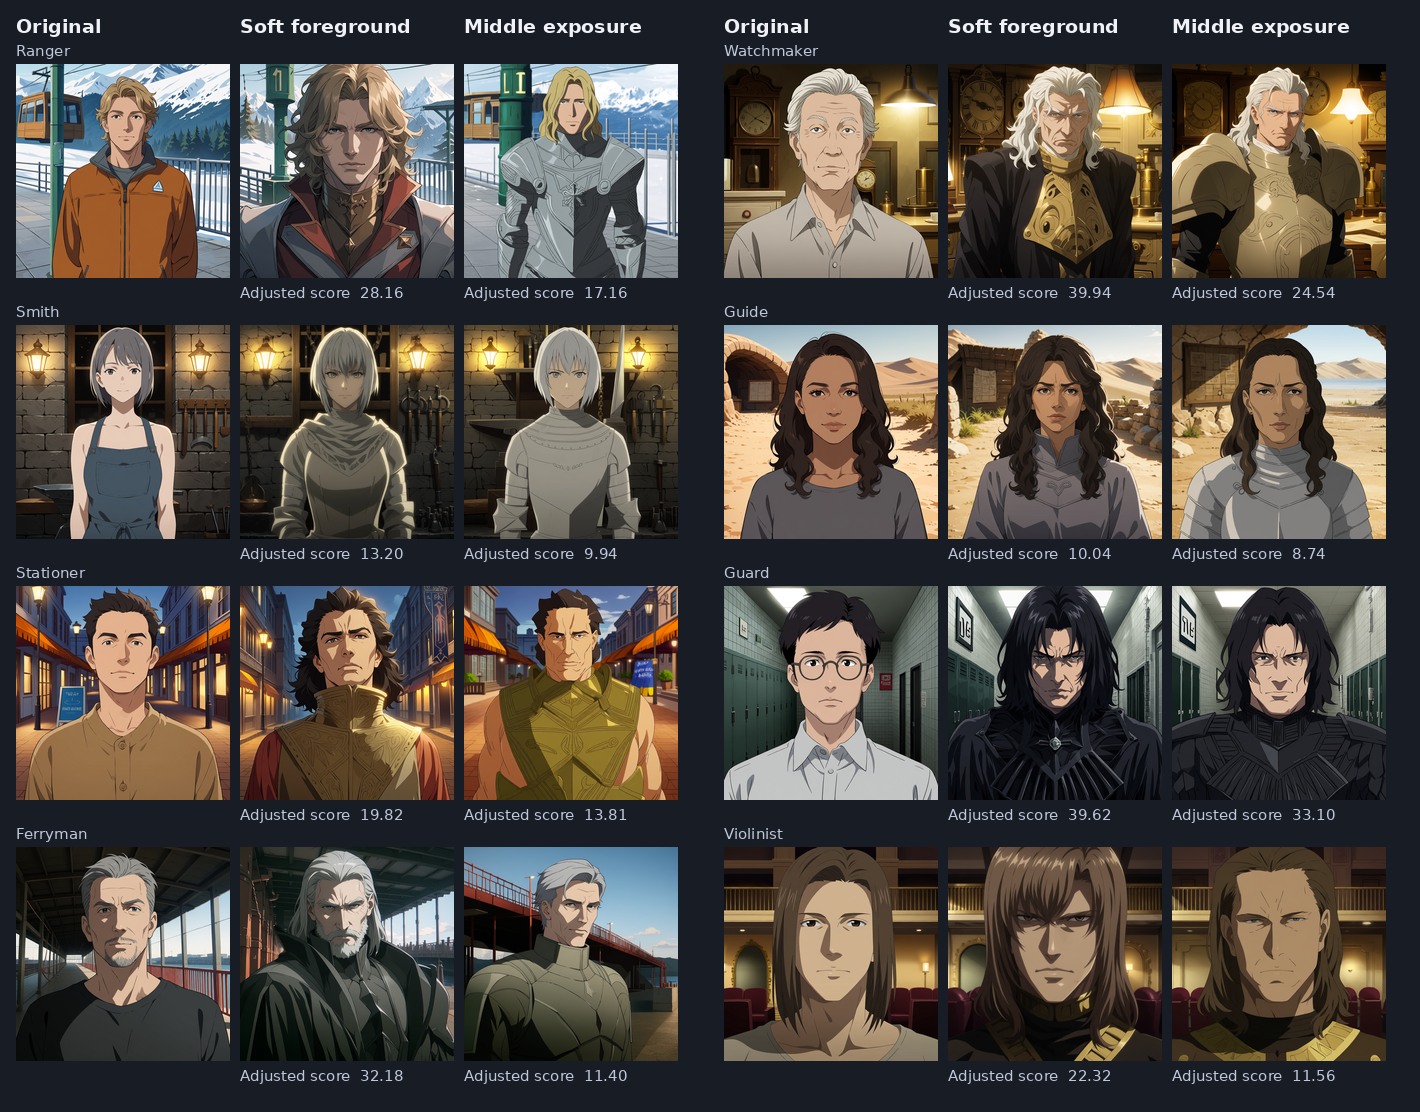 Original Soft foreground Middle exposure Original Soft foreground Middle exposure
Ranger Watchmaker
LI
Adjusted score 28.16 Adjusted score 17.16 Adjusted score 39.94 Adjusted score 24.54
Smith Guide
Adjusted score 13.20 Adjusted score 9.94 Adjusted score 10.04 Adjusted score 8.74
Stationer Guard
Adjusted score 19.82 Adjusted score 13.81 Adjusted score 39.62 Adjusted score 33.10
Ferryman Violinist
Adjusted score 32.18 Adjusted score 11.40 Adjusted score 22.32 Adjusted score 11.56